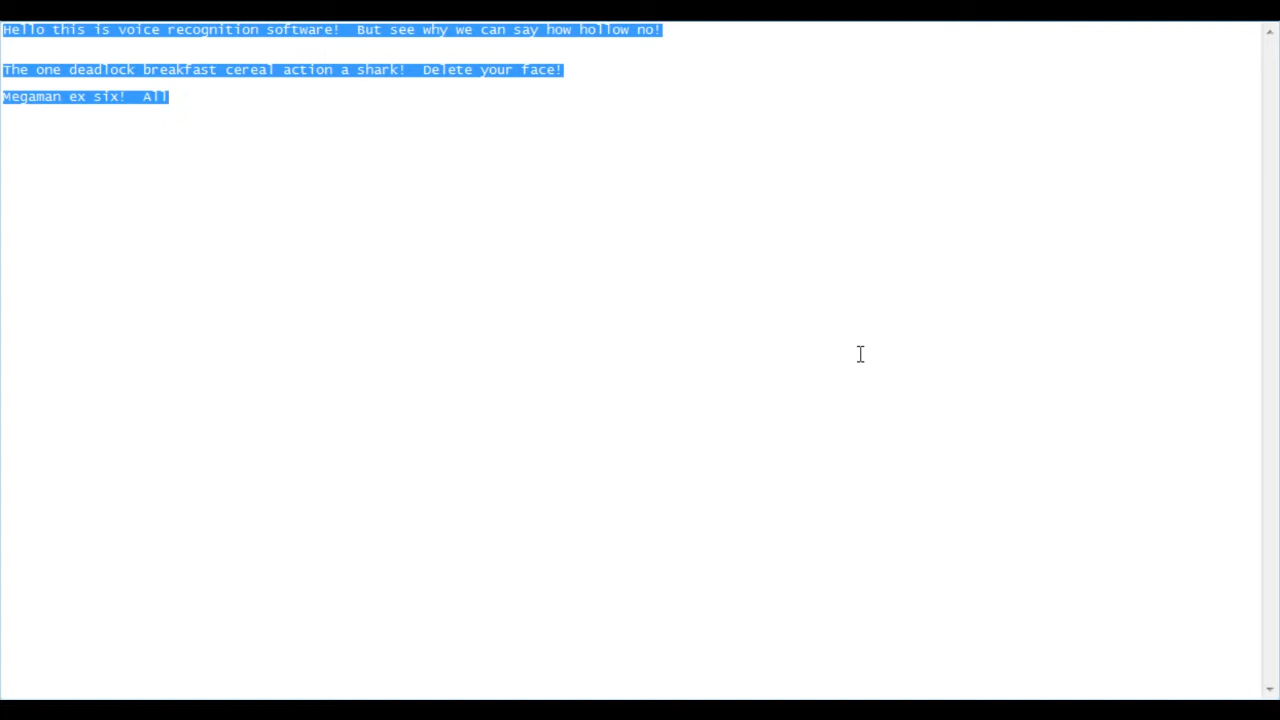 Hello this is voice recognition software!  But see why we can say how hollow no!
The one deadlock breakfast cereal action a shark!  Delete your face!
Megaman ex six!  All